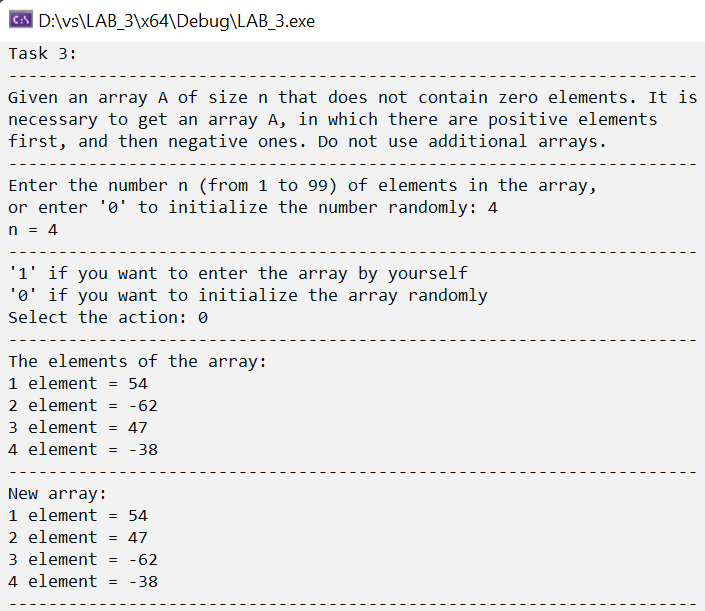 D:\vs\LAB_3\x64\Debug\LAB_3.exe
Task 3:
---------------------------------------------------------------------
Given an array A of size n that does not contain zero elements. It is
necessary to get an array A, in which there are positive elements
first, and then negative ones. Do not use additional arrays.
---------------------------------------------------------------------
Enter the number n (from 1 to 99) of elements in the array,
or enter '0' to initialize the number randomly: 4
n = 4
---------------------------------------------------------------------
'1' if you want to enter the array by yourself
'0' if you want to initialize the array randomly
Select the action: 0
---------------------------------------------------------------------
The elements of the array:
1 element = 54
2 element = -62
3 element = 47
4 element = -38
---------------------------------------------------------------------
New array:
1 element = 54
2 element = 47
3 element = -62
4 element = -38
---------------------------------------------------------------------